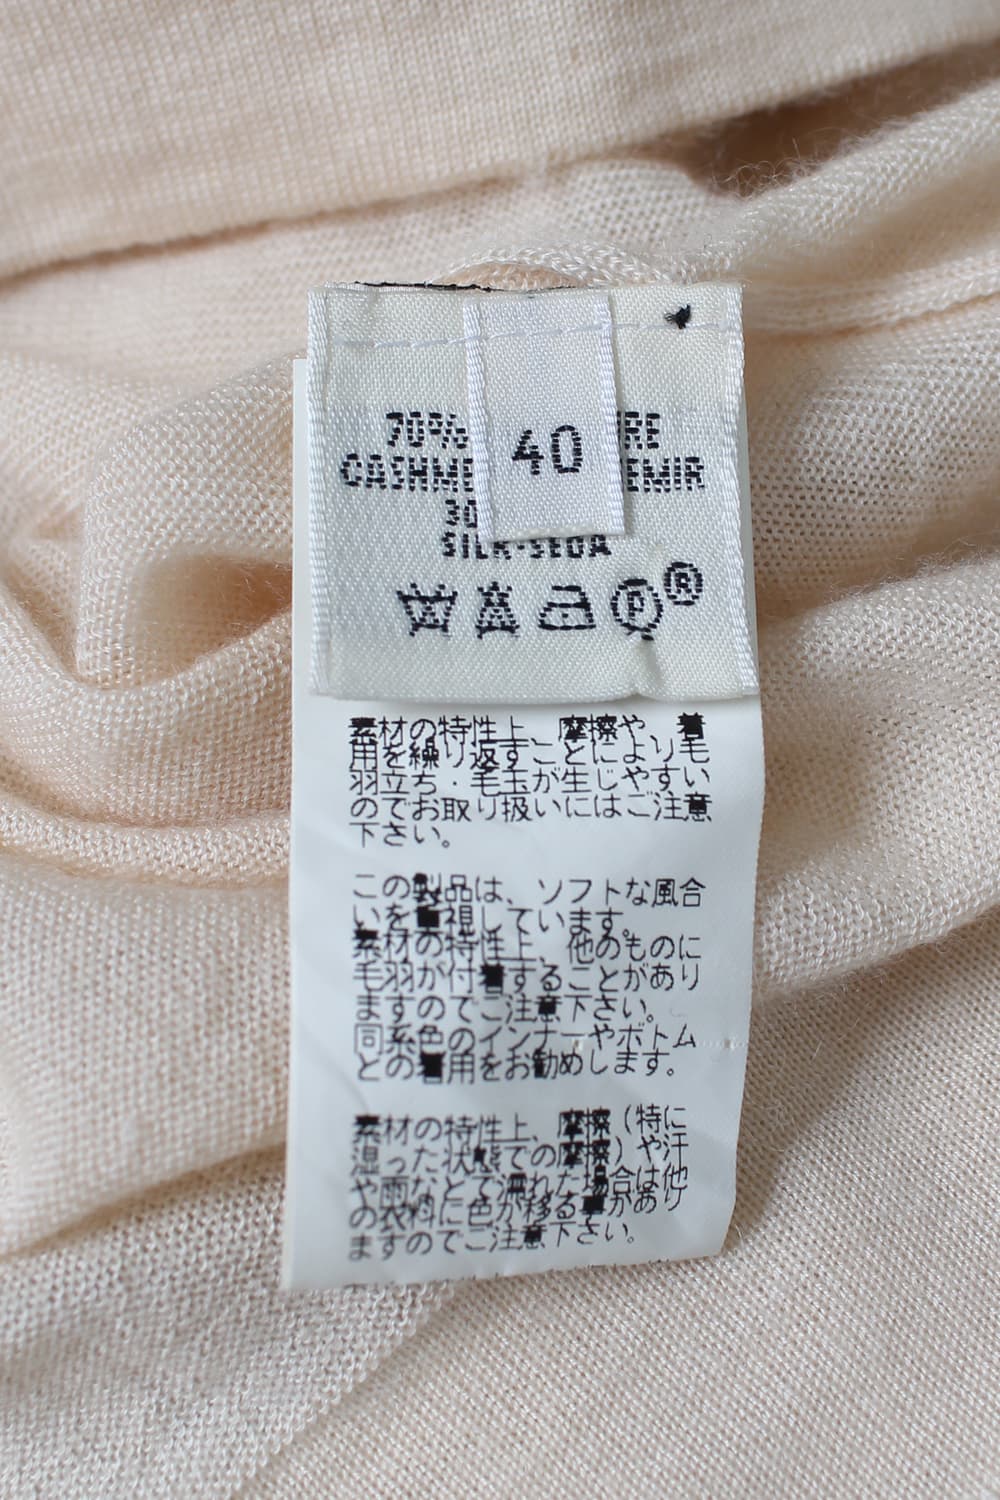 70%
40
CASHME EMIR
30
SILK-SEDA
P ®
素材の特性上、摩擦や、着
用を繰り返すことにより毛
羽立ち・毛玉が生じやすい
のでお取り扱いにはご注意
下さい。
この製品は、ソフトな風合
いを重視しています。
素材の特性上、他のものに
毛羽が付着することがあり
ますのでご注意下さい。
同系色のインナーやボトム
との着用をお勧めします。
素材の特性上、摩擦(特に
湿った状態での摩擦)や汗
や雨などで濡れた場合は他
の衣料に色が移る事があり
ますのでご注意下さい。